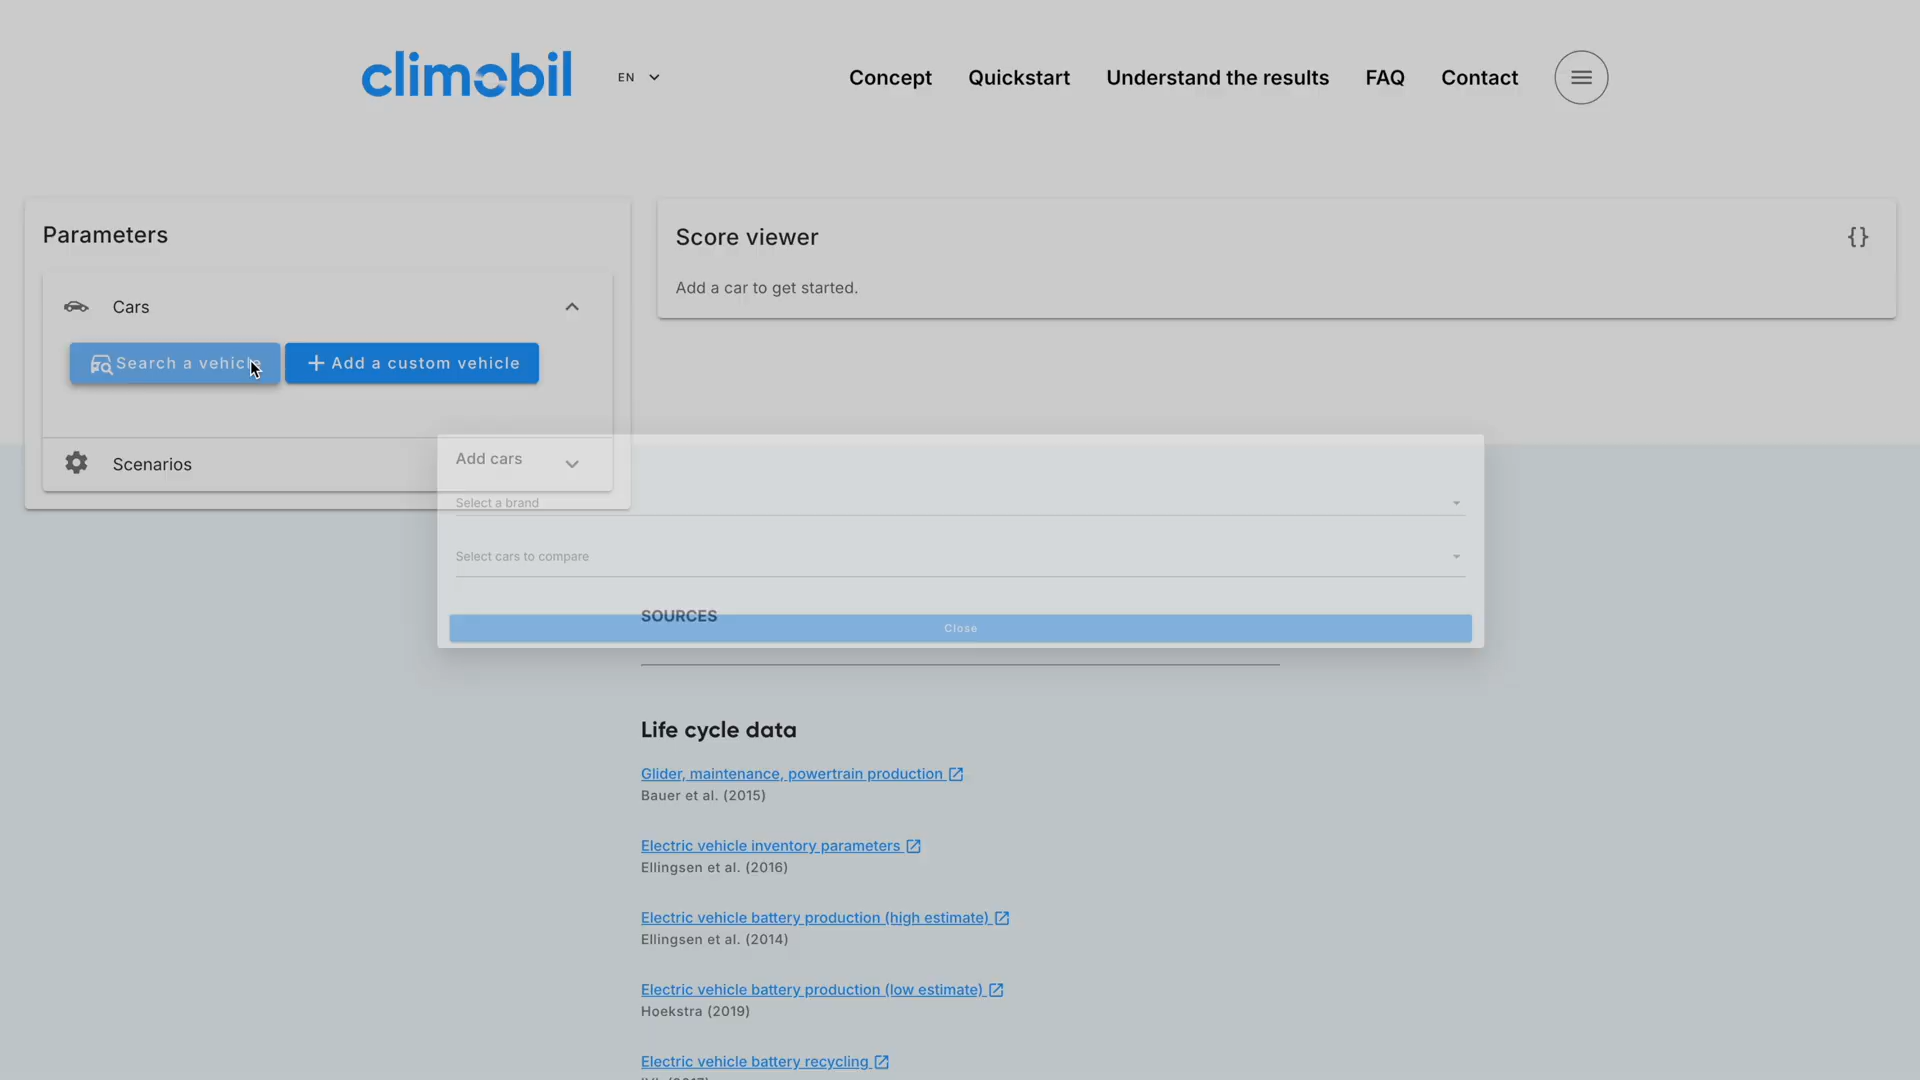 climobil
EN
Concept
Quickstart
Understand the results
FAQ
Contact
Parameters
Cars
Search a vehicle
Add a custom vehicle
Scenarios
Score viewer
{}
Add a car to get started.
Add cars
Select a brand
Select cars to compare
Close
SOURCES
Life cycle data
Glider, maintenance, powertrain production
Bauer et al. (2015)
Electric vehicle inventory parameters
Ellingsen et al. (2016)
Electric vehicle battery production (high estimate)
Ellingsen et al. (2014)
Electric vehicle battery production (low estimate)
Hoekstra (2019)
Electric vehicle battery recycling